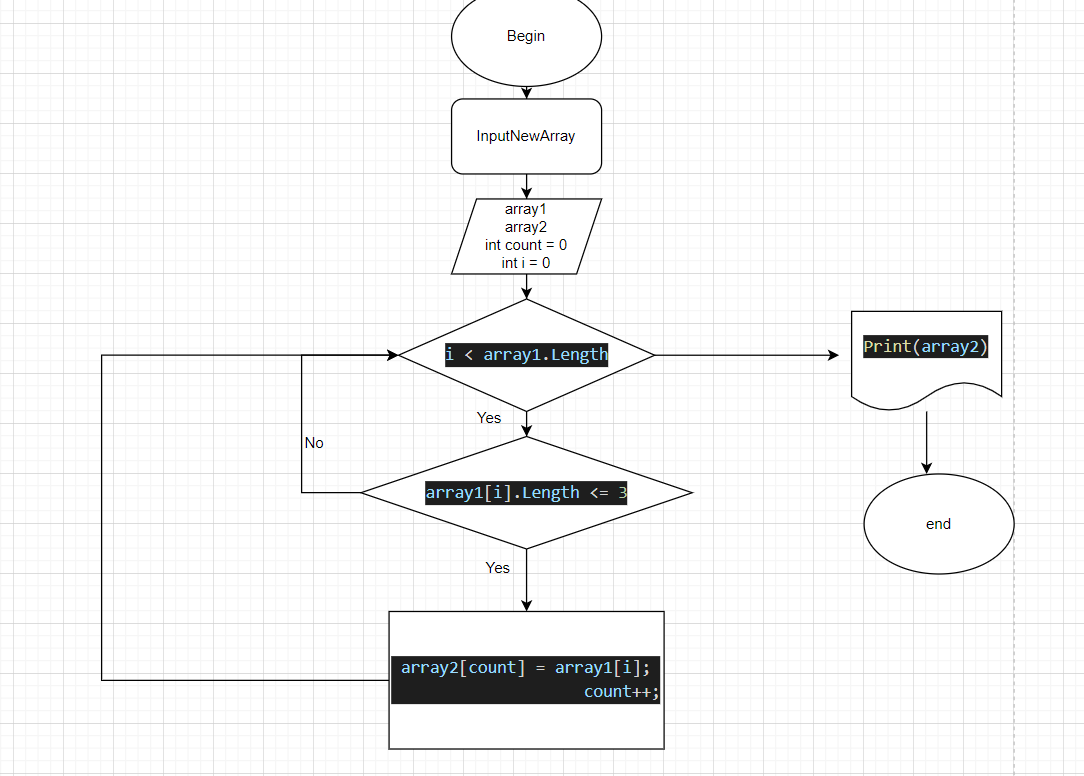 Begin
InputNewArray
array1
array2
int count = 0
int i = 0
i < array1.Length
Print(array2)
Yes
No
array1[i].Length <= 3
end
Yes
array2[count] = array1[i];
count++;